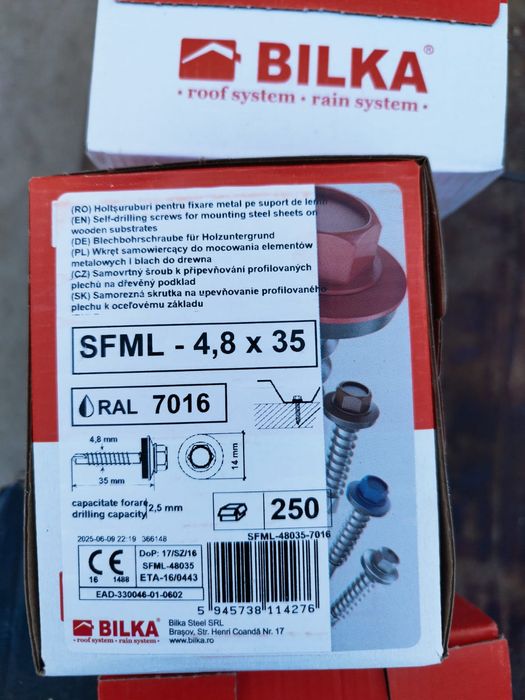 BILKA®
• roof system • rain system •
(RO) Holtșuruburi pentru fixare metal pe suport de lemn
(EN) Self-drilling screws for mounting steel sheets on
wooden substrates
(DE) Blechbohrschraube für Holzuntergrund
(PL) Wkręt samowiercący do mocowania elementów
metalowych i blach do drewna
(CZ) Samovrtný šroub k připevňování profilovaných
plechů na dřevěný podklad
(SK) Samorezná skrutka na upevňovanie profilovaného
plechu k oceľovému základu
SFML - 4,8 x 35
RAL 7016
4,8 mm
35 mm
14 mm
capacitate forare
drilling capacity
2,5 mm
250
2025-06-09 22:19 366148
SFML-48035-7016
CE
16 1488
DoP: 17/SZ/16
SFML-48035
ETA-16/0443
EAD-330046-01-0602
5 945738 114276
BILKA®
• roof system • rain system •
Bilka Steel SRL
Brașov, Str. Henri Coandă Nr. 17
www.bilka.ro